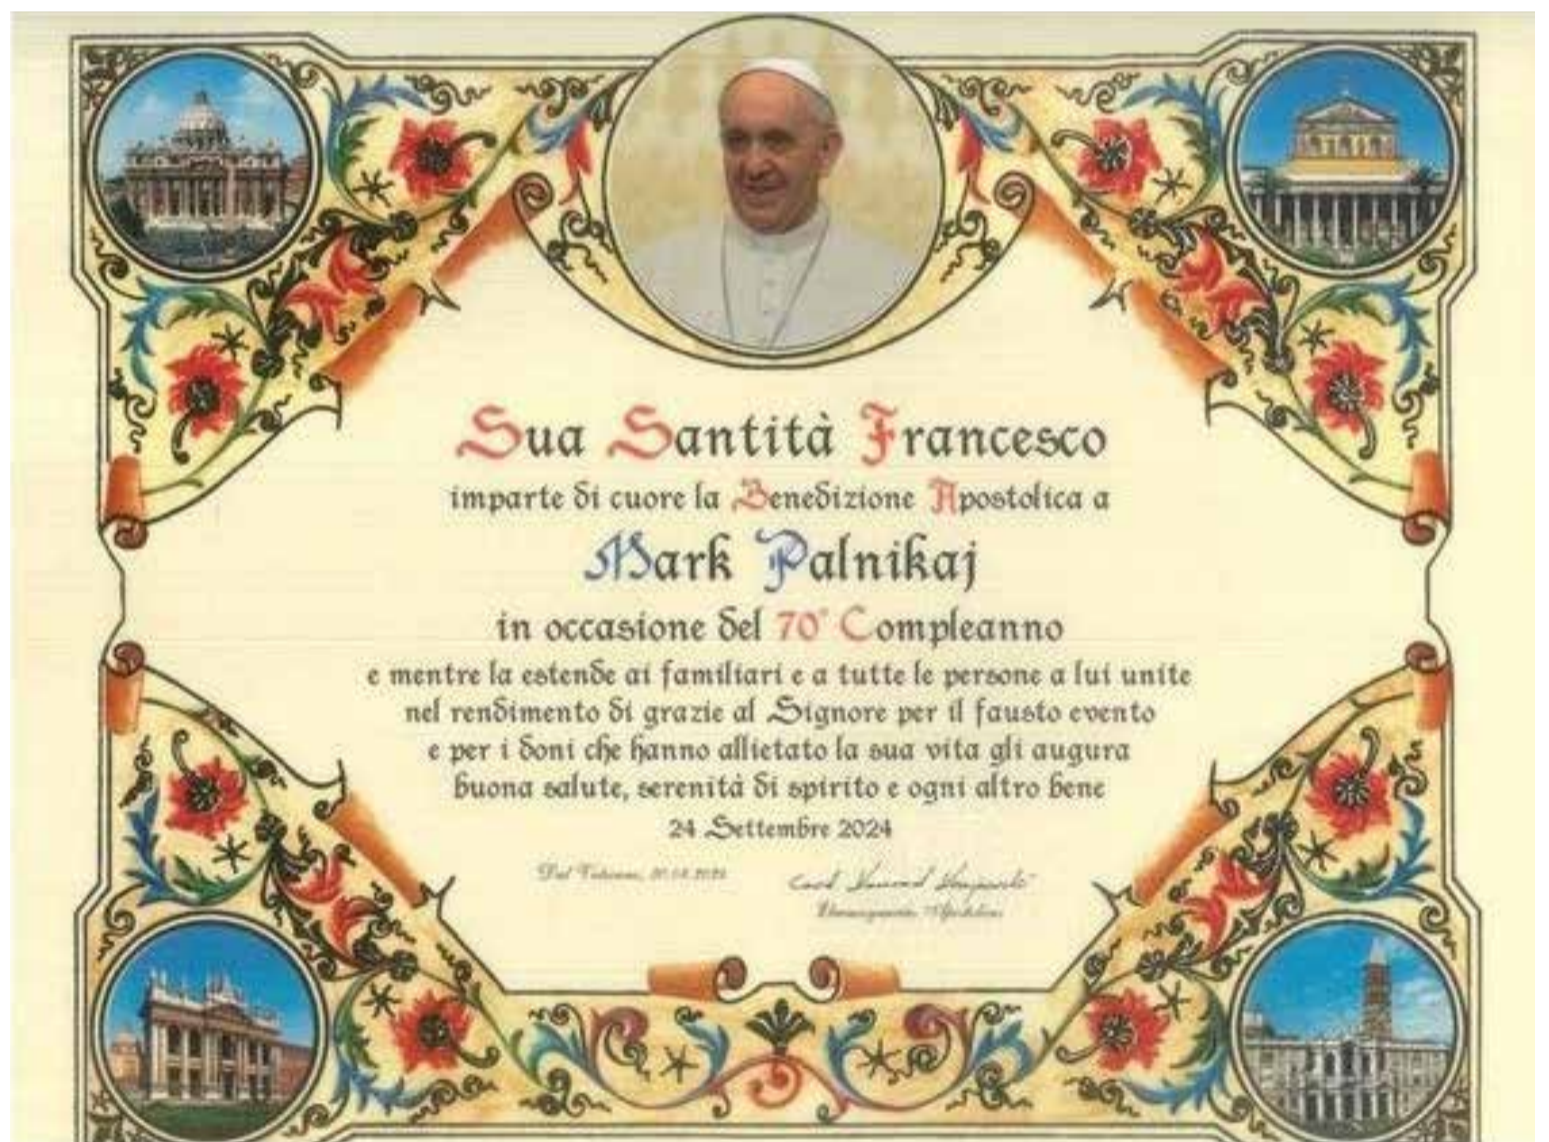 Sua Santità Francesco
imparte di cuore la Benedizione Apostolica a
Mark Palnikaj
in occasione del 70° Compleanno
e mentre la estende ai familiari e a tutte le persone a lui unite
nel rendimento di grazie al Signore per il fausto evento
e per i doni che hanno allietato la sua vita gli augura
buona salute, serenità di spirito e ogni altro bene
24 Settembre 2024
Dal Vaticano,
Card.